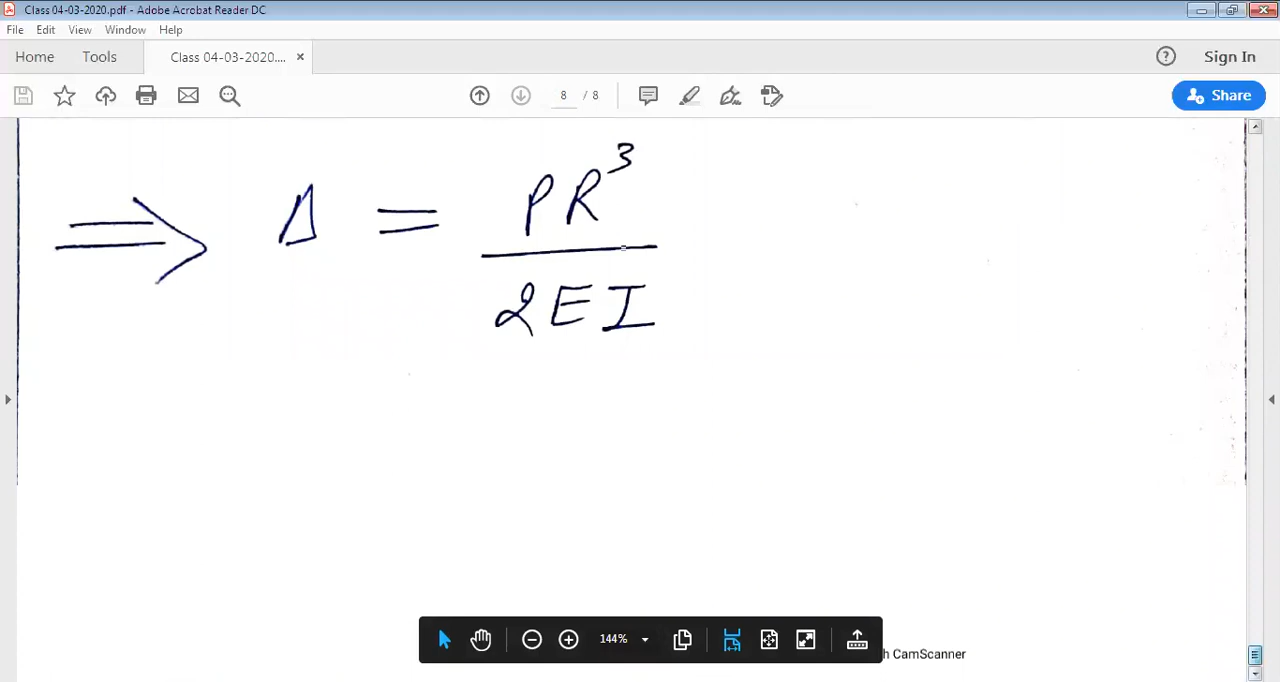 Class 04-03-2020.pdf - Adobe Acrobat Reader DC
File Edit View Window Help
Home Tools Class 04-03-2020.... × ? Sign In
8 / 8 Share
⇒ Δ = PR³
2EI
144%
h CamScanner